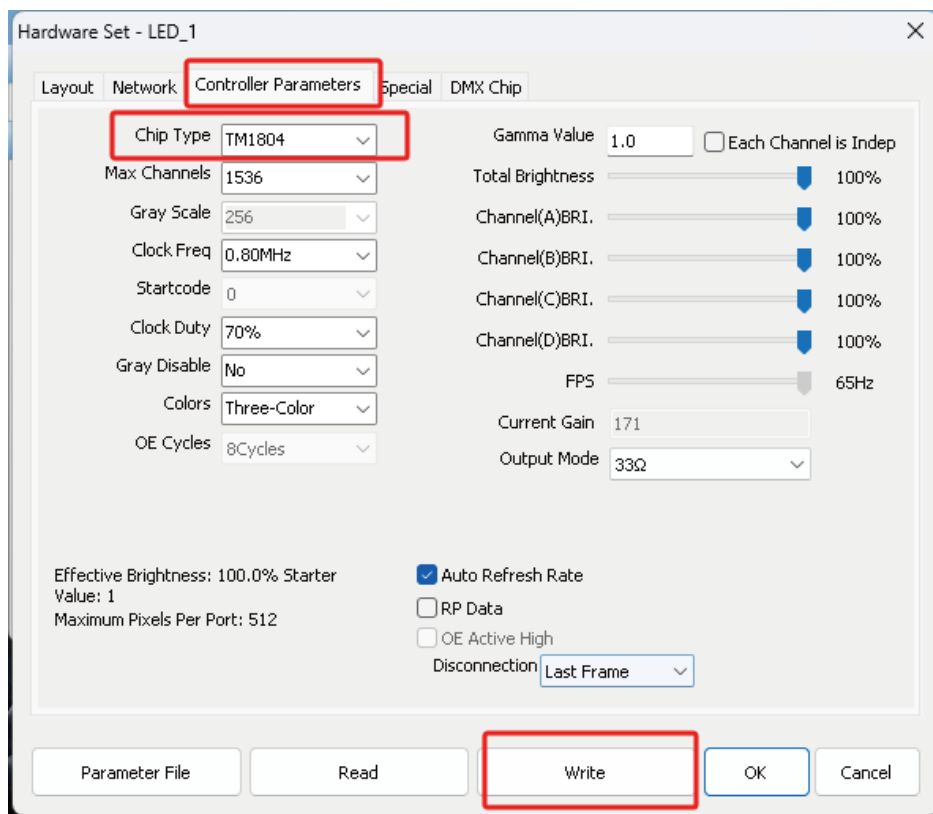 Hardware Set - LED_1
Layout Network Controller Parameters Special DMX Chip
Chip Type TM1804
Max Channels 1536
Gray Scale 256
Clock Freq 0.80MHz
Startcode 0
Clock Duty 70%
Gray Disable No
Colors Three-Color
OE Cycles 8Cycles
Gamma Value 1.0 Each Channel is Indep
Total Brightness 100%
Channel(A)BRI. 100%
Channel(B)BRI. 100%
Channel(C)BRI. 100%
Channel(D)BRI. 100%
FPS 65Hz
Current Gain 171
Output Mode 33Ω
Effective Brightness: 100.0% Starter
Value: 1
Maximum Pixels Per Port: 512
Auto Refresh Rate
RP Data
OE Active High
Disconnection Last Frame
Parameter File Read Write OK Cancel